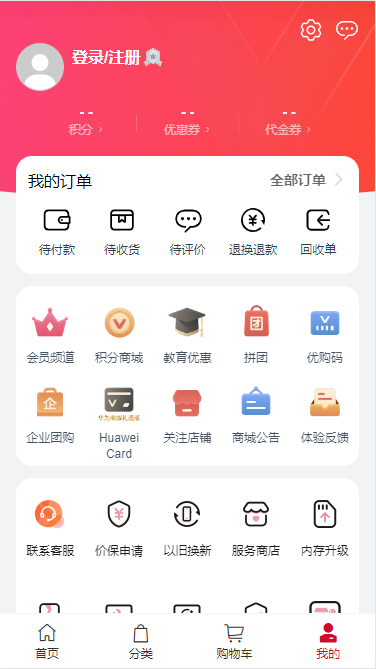 登录/注册
-- -- --
积分 优惠券 代金券
我的订单 全部订单
待付款 待收货 待评价 退换退款 回收单
会员频道 积分商城 教育优惠 拼团 优购码
华为商城礼品版
企业团购 Huawei Card 关注店铺 商城公告 体验反馈
联系客服 价保申请 以旧换新 服务商店 内存升级
首页 分类 购物车 我的